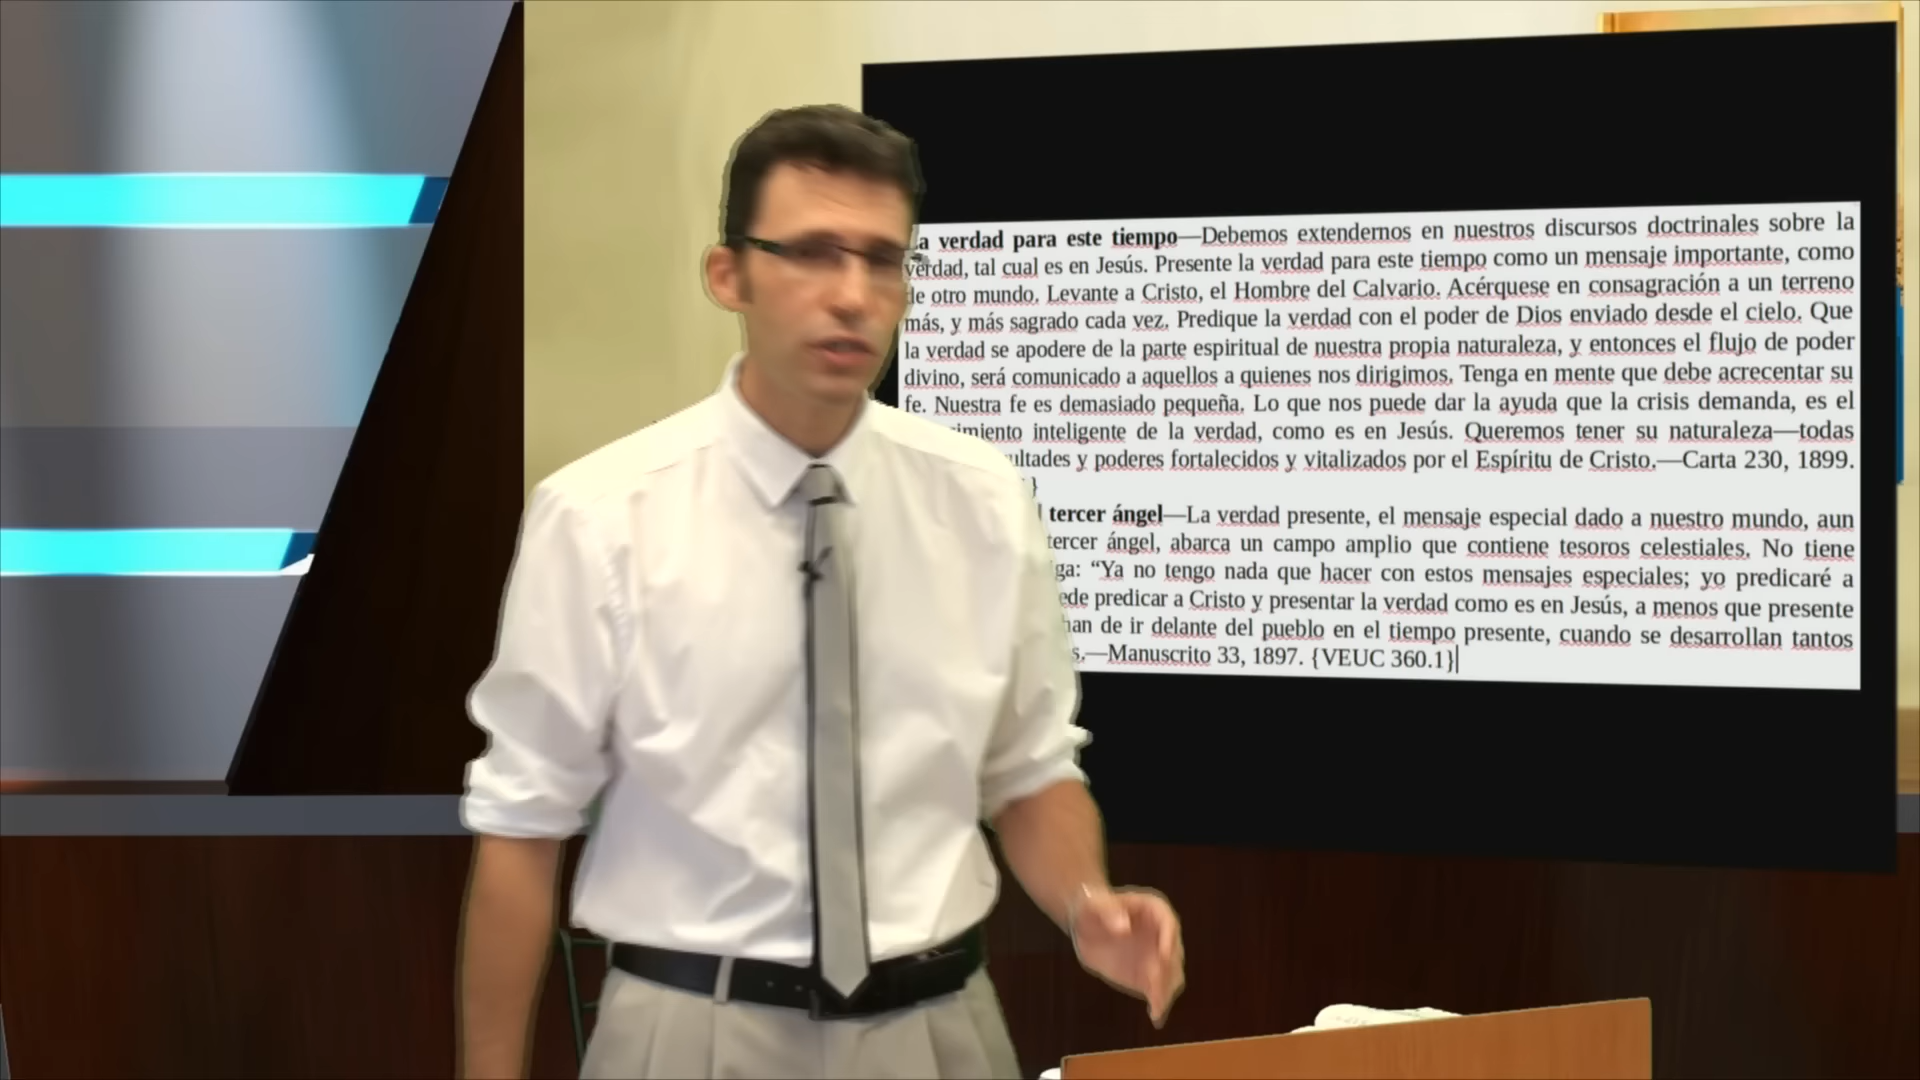 a verdad para este tiempo—Debemos extendernos en nuestros discursos doctrinales sobre la
verdad, tal cual es en Jesús. Presente la verdad para este tiempo como un mensaje importante, como
de otro mundo. Levante a Cristo, el Hombre del Calvario. Acérquese en consagración a un terreno
más, y más sagrado cada vez. Predique la verdad con el poder de Dios enviado desde el cielo. Que
la verdad se apodere de la parte espiritual de nuestra propia naturaleza, y entonces el flujo de poder
divino, será comunicado a aquellos a quienes nos dirigimos. Tenga en mente que debe acrecentar su
fe. Nuestra fe es demasiado pequeña. Lo que nos puede dar la ayuda que la crisis demanda, es el
imiento inteligente de la verdad, como es en Jesús. Queremos tener su naturaleza—todas
ultades y poderes fortalecidos y vitalizados por el Espíritu de Cristo.—Carta 230, 1899.
}
tercer ángel—La verdad presente, el mensaje especial dado a nuestro mundo, aun
tercer ángel, abarca un campo amplio que contiene tesoros celestiales. No tiene
ga: “Ya no tengo nada que hacer con estos mensajes especiales; yo predicaré a
ede predicar a Cristo y presentar la verdad como es en Jesús, a menos que presente
han de ir delante del pueblo en el tiempo presente, cuando se desarrollan tantos
s.—Manuscrito 33, 1897. {VEUC 360.1}